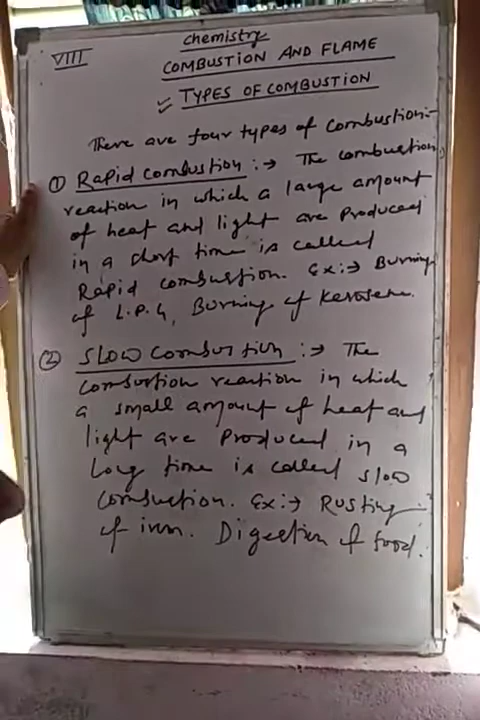 Chemistry
VIII
COMBUSTION AND FLAME
TYPES OF COMBUSTION
There are four types of Combustion:-
① Rapid Combustion :→ The combustion
reaction in which a large amount
of heat and light are Produced
in a short time is called
Rapid combustion. Ex:→ Burning
of L.P.G, Burning of Kerosene.
② SLOW Combustion :→ The
Combustion reaction in which
a small amount of heat and
light are Produced in a
Long time is called slow
Combustion. Ex:→ Rusting
of iron. Digestion of food.